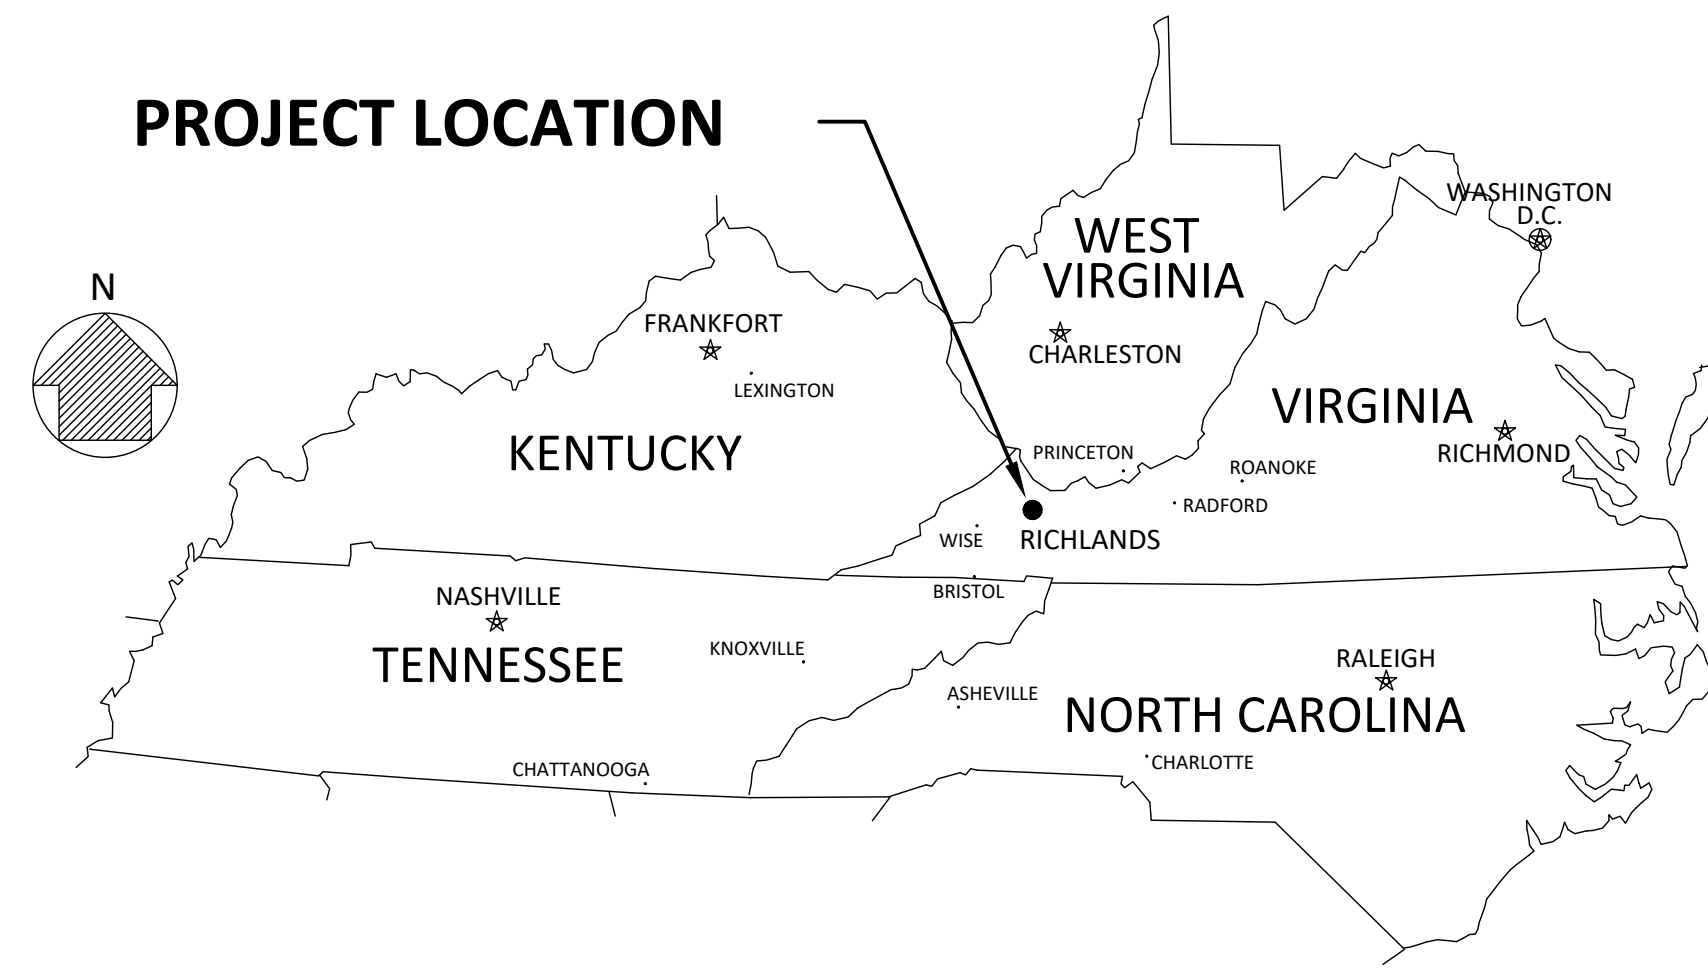 PROJECT LOCATION
WASHINGTON
D.C.
WEST
VIRGINIA
N
FRANKFORT
CHARLESTON
LEXINGTON
VIRGINIA
KENTUCKY
PRINCETON
RICHMOND
ROANOKE
RADFORD
WISE
RICHLANDS
BRISTOL
NASHVILLE
KNOXVILLE
TENNESSEE
RALEIGH
ASHEVILLE
NORTH CAROLINA
CHARLOTTE
CHATTANOOGA